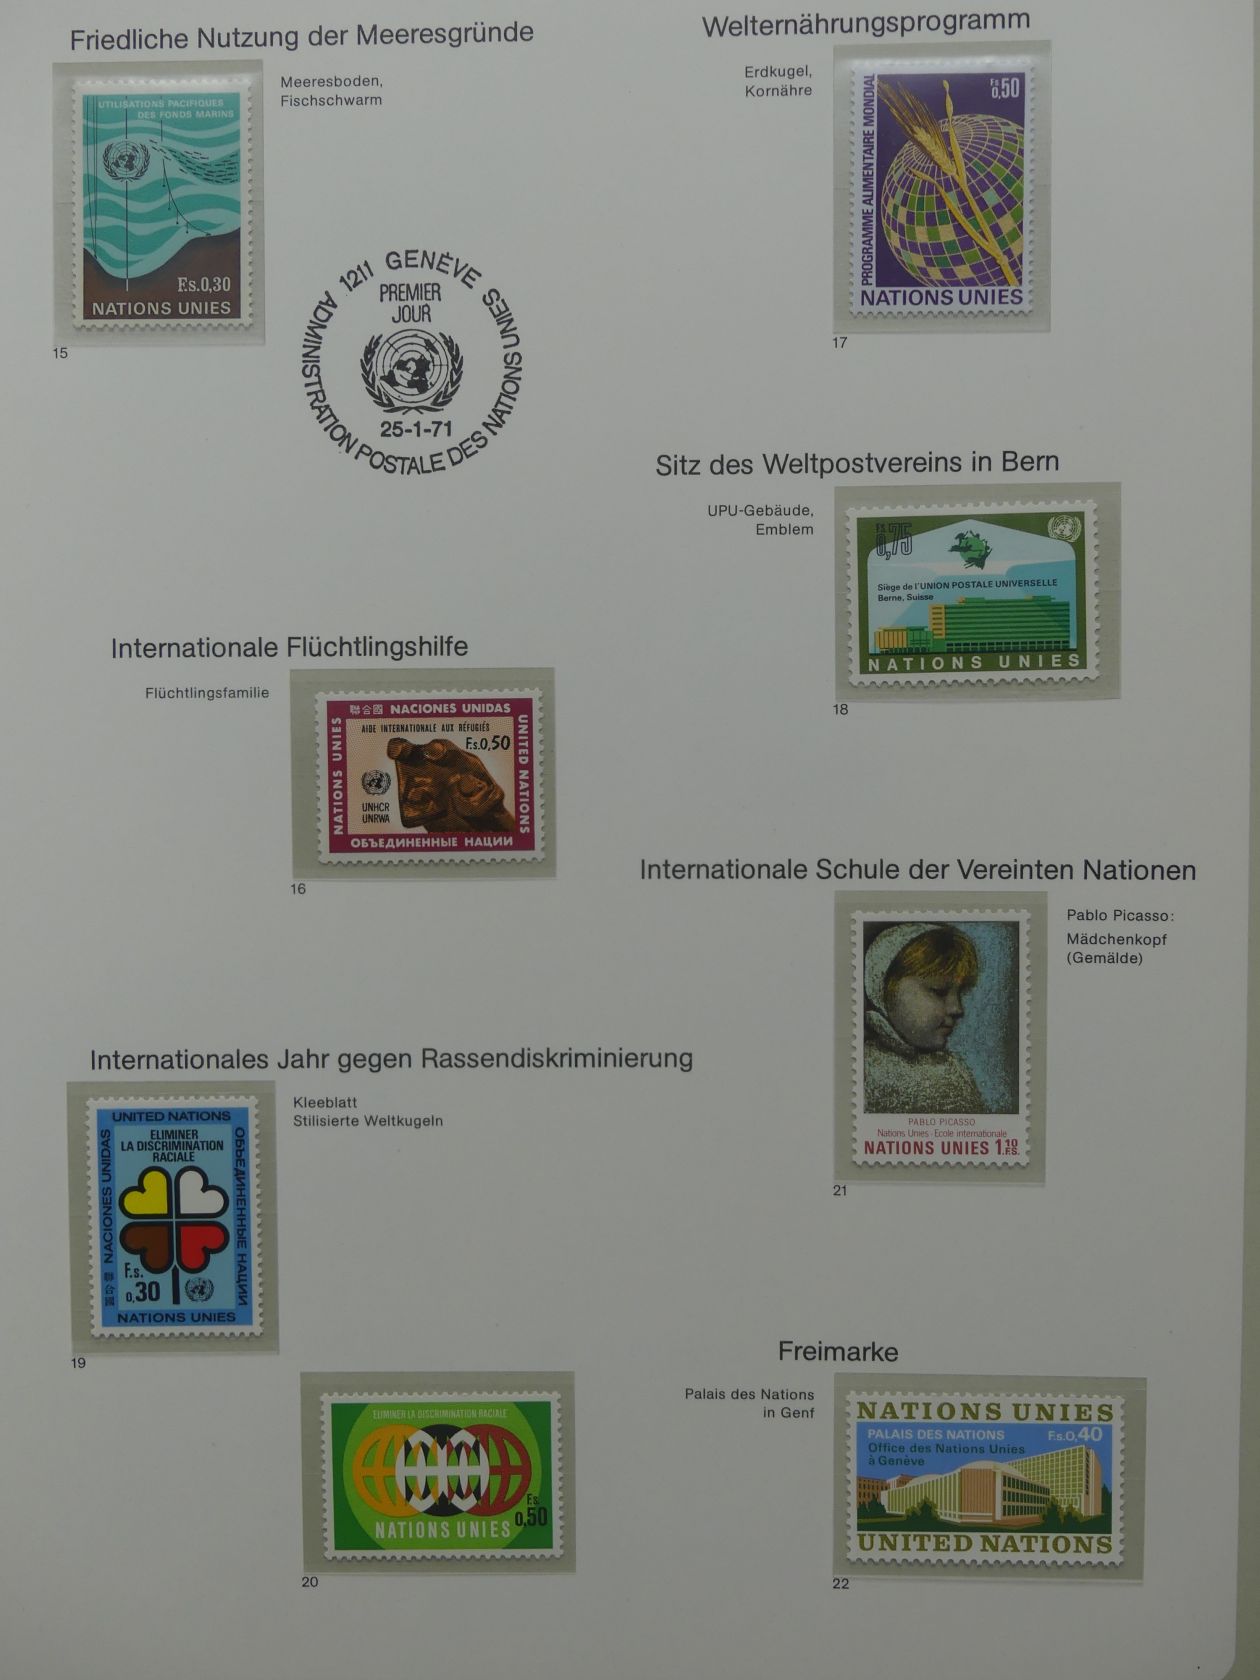 Friedliche Nutzung der Meeresgründe
Meeresboden,
Fischschwarm
UTILISATIONS PACIFIQUES
DES FONDS MARINS
F.s.0,30
NATIONS UNIES
15
ADMINISTRATION POSTALE DES NATIONS UNIES
1211 GENÈVE
PREMIER
JOUR
25-1-71
Welternährungsprogramm
Erdkugel,
Kornähre
PROGRAMME ALIMENTAIRE MONDIAL
F.s.
0,50
NATIONS UNIES
17
Sitz des Weltpostvereins in Bern
UPU-Gebäude,
Emblem
F.S.
0,75
Siège de l'UNION POSTALE UNIVERSELLE
Berne, Suisse
NATIONS UNIES
18
Internationale Flüchtlingshilfe
Flüchtlingsfamilie
聯合國 NACIONES UNIDAS
NATIONS UNIES
UNITED NATIONS
AIDE INTERNATIONALE AUX RÉFUGIÉS
F.s.0,50
UNHCR
UNRWA
ОБЪЕДИНЕННЫЕ НАЦИИ
16
Internationale Schule der Vereinten Nationen
Pablo Picasso:
Mädchenkopf
(Gemälde)
PABLO PICASSO
Nations Unies - Ecole internationale
NATIONS UNIES 1.10
F.S.
21
Internationales Jahr gegen Rassendiskriminierung
Kleeblatt
Stilisierte Weltkugeln
UNITED NATIONS
ELIMINER
LA DISCRIMINATION
RACIALE
聯合國 NACIONES UNIDAS
ОБЪЕДИНЕННЫЕ НАЦИИ
F.s.
0,30
NATIONS UNIES
19
ELIMINER LA DISCRIMINATION RACIALE
F.s.
0,50
NATIONS UNIES
20
Freimarke
Palais des Nations
in Genf
NATIONS UNIES
PALAIS DES NATIONS
F.s.0,40
Office des Nations Unies
à Genève
UNITED NATIONS
22